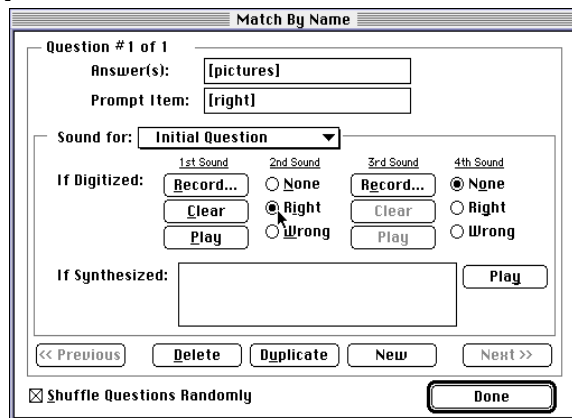 Match By Name
Question #1 of 1
Answer(s): [pictures]
Prompt Item: [right]
Sound for: Initial Question
1st Sound 2nd Sound 3rd Sound 4th Sound
If Digitized: Record... None Record... None
Clear Right Clear Right
Play Wrong Play Wrong
If Synthesized: Play
<< Previous Delete Duplicate New Next >>
Shuffle Questions Randomly Done